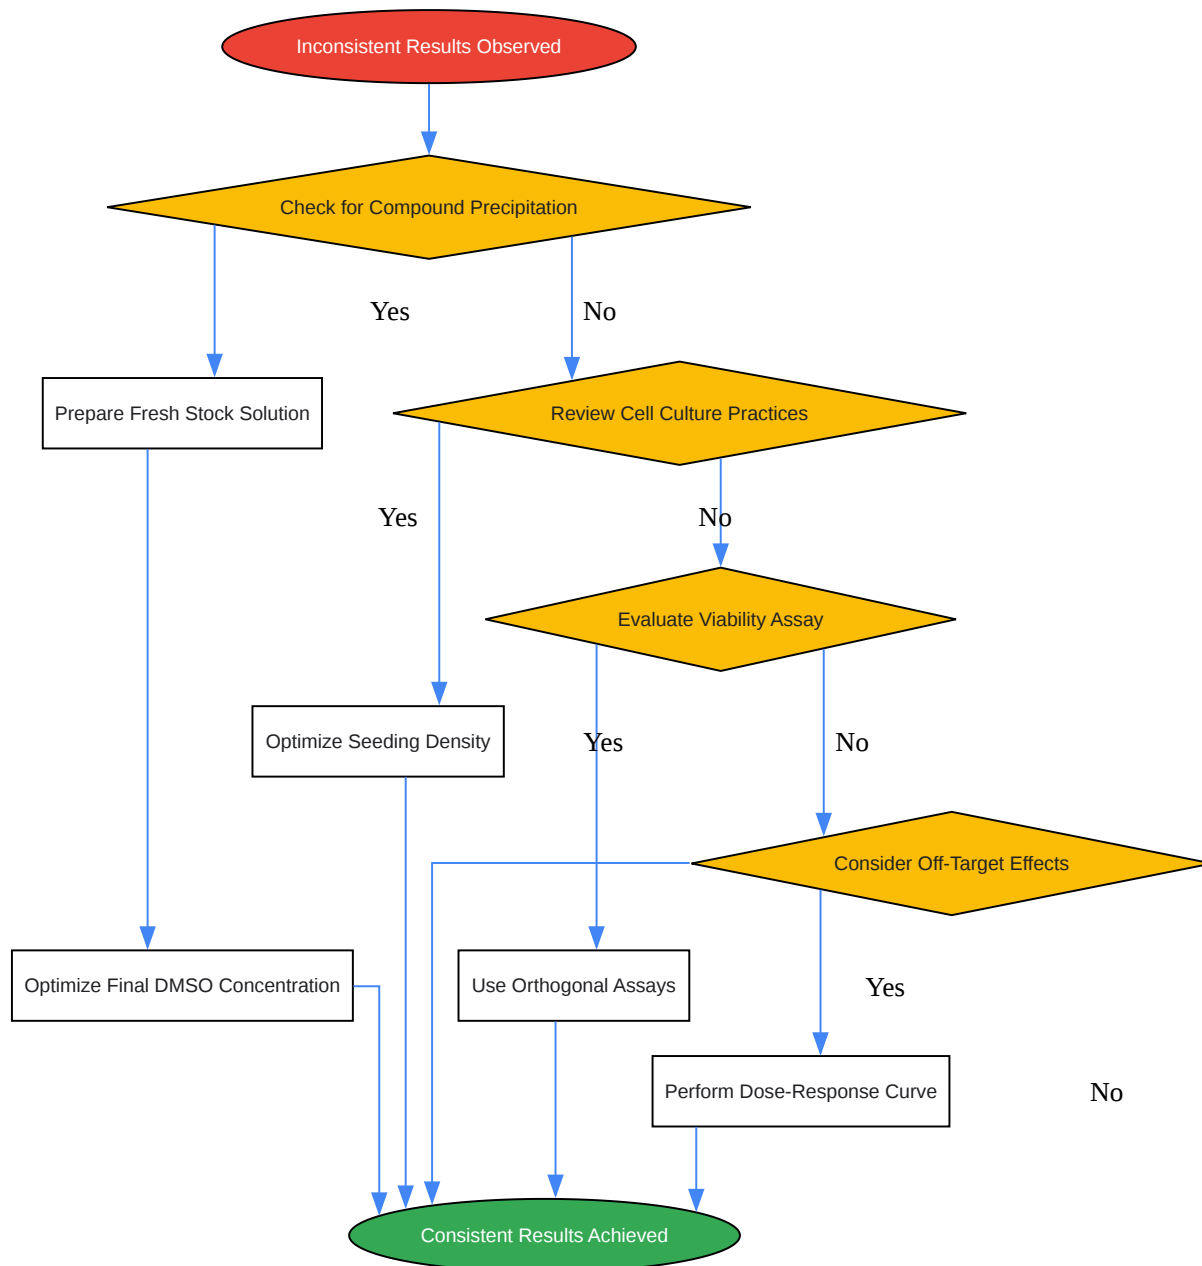 Inconsistent Results Observed
Check for Compound Precipitation
Yes
No
Prepare Fresh Stock Solution
Review Cell Culture Practices
Yes
No
Evaluate Viability Assay
Optimize Seeding Density
Yes
No
Consider Off-Target Effects
Optimize Final DMSO Concentration
Use Orthogonal Assays
Yes
Perform Dose-Response Curve
No
Consistent Results Achieved